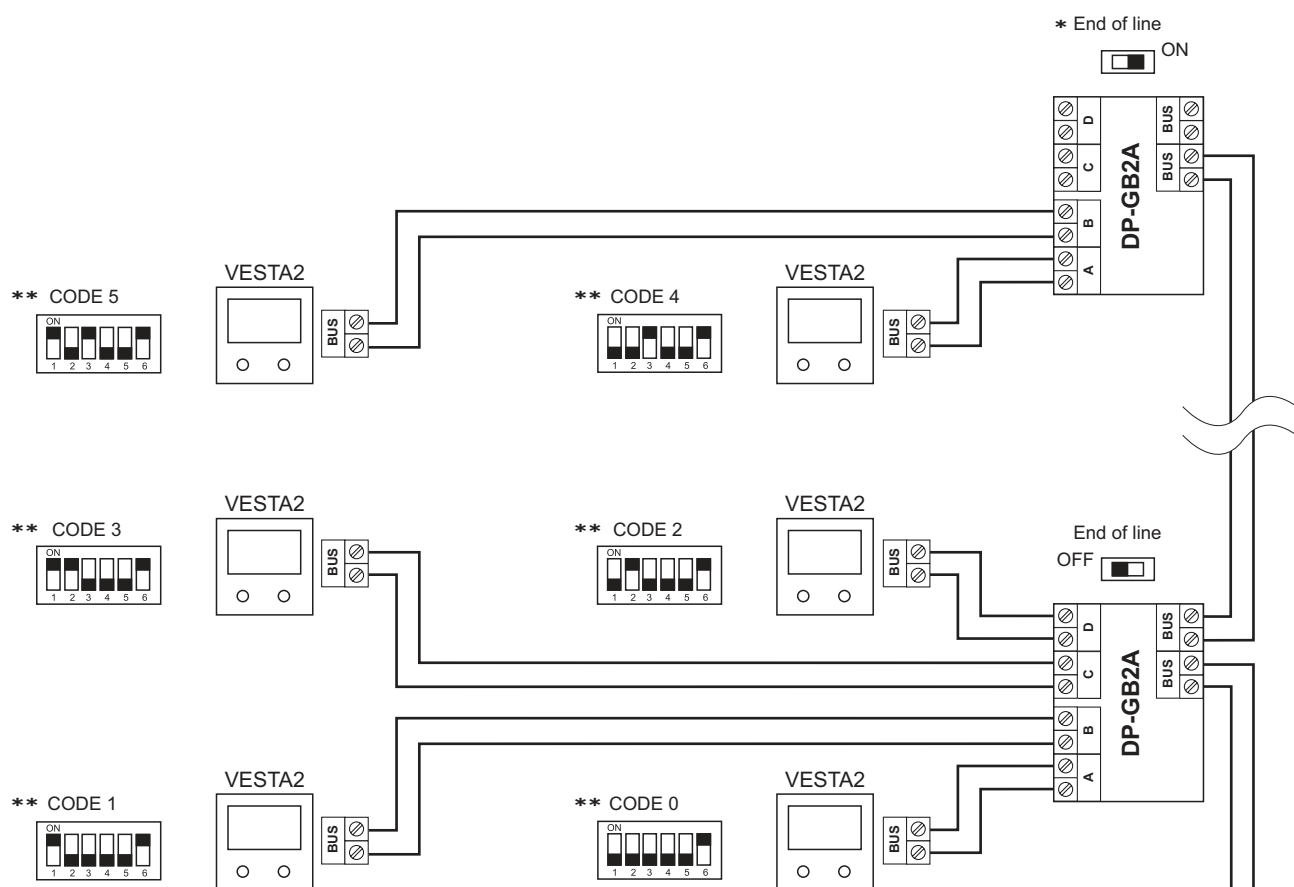 * End of line
ON
D
C
B
A
DP-GB2A
BUS
BUS
VESTA2
VESTA2
** CODE 5
ON
1 2 3 4 5 6
BUS
** CODE 4
ON
1 2 3 4 5 6
BUS
VESTA2
VESTA2
** CODE 3
ON
1 2 3 4 5 6
BUS
** CODE 2
ON
1 2 3 4 5 6
BUS
End of line
OFF
D
C
B
A
DP-GB2A
BUS
BUS
VESTA2
VESTA2
** CODE 1
ON
1 2 3 4 5 6
BUS
** CODE 0
ON
1 2 3 4 5 6
BUS